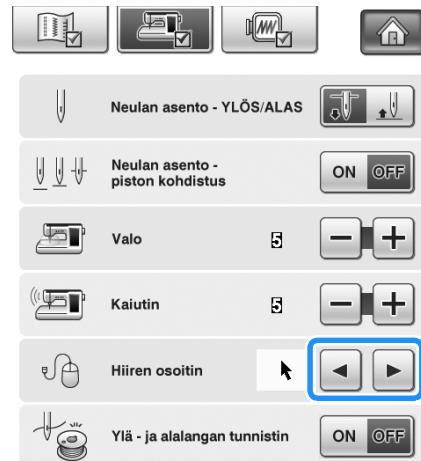 Neulan asento - YLÖS/ALAS
Neulan asento -
piston kohdistus
ON OFF
Valo 5
Kaiutin 5
Hiiren osoitin
Ylä - ja alalangan tunnistin ON OFF